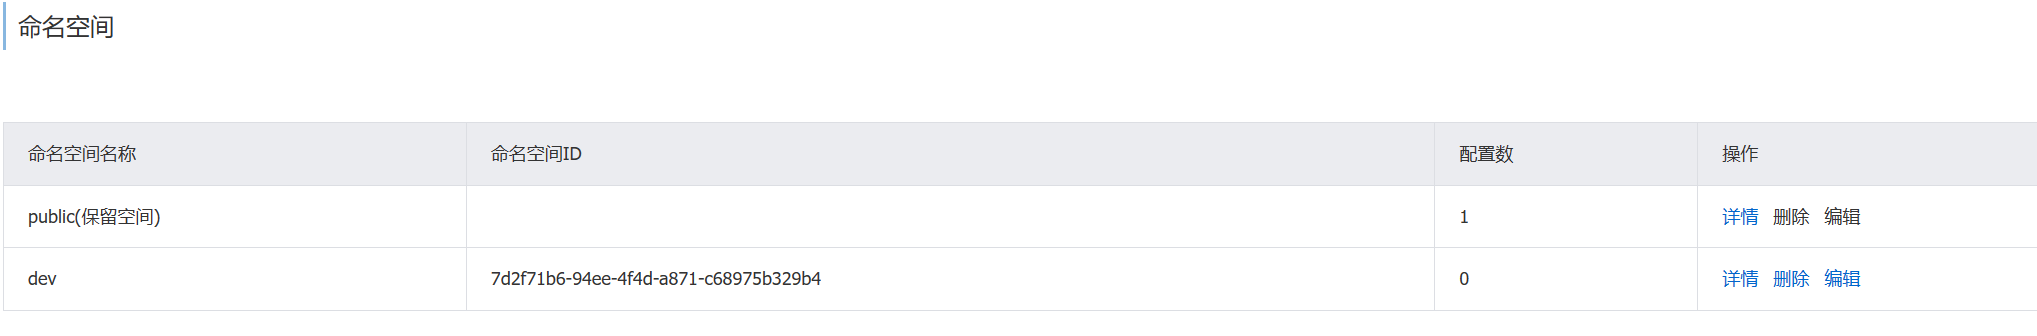 命名空间
命名空间名称 命名空间ID 配置数 操作
public(保留空间) 1 详情 删除 编辑
dev 7d2f71b6-94ee-4f4d-a871-c68975b329b4 0 详情 删除 编辑